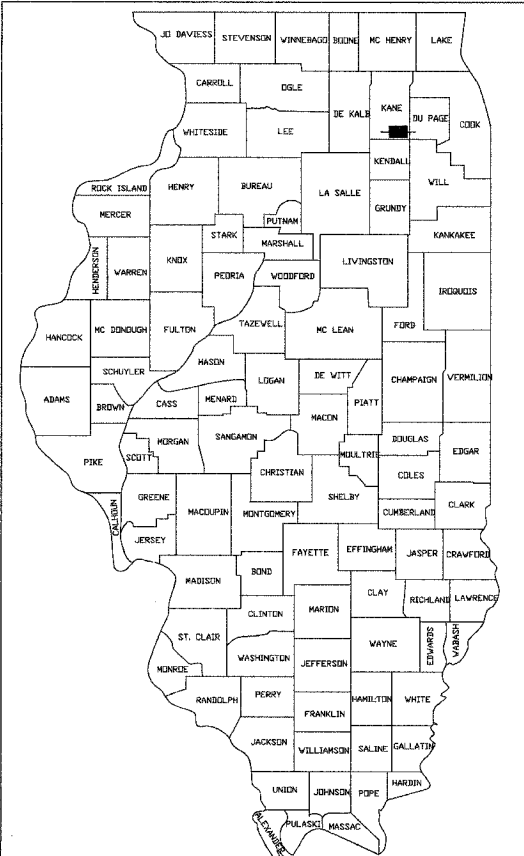 JO DAVIESS
STEVENSON
WINNEBAGO
BOONE
MC HENRY
LAKE
CARROLL
OGLE
DE KALB
KANE
DU PAGE
COOK
WHITESIDE
LEE
KENDALL
WILL
ROCK ISLAND
HENRY
BUREAU
LA SALLE
GRUNDY
MERCER
PUTNAM
KANKAKEE
STARK
MARSHALL
HENDERSON
WARREN
KNOX
PEORIA
WOODFORD
LIVINGSTON
IROQUOIS
HANCOCK
MC DONOUGH
FULTON
TAZEWELL
MC LEAN
FORD
SCHUYLER
MASON
ADAMS
BROWN
CASS
MENARD
LOGAN
DE WITT
PIATT
CHAMPAIGN
VERMILION
MACON
MORGAN
SANGAMON
DOUGLAS
EDGAR
PIKE
SCOTT
CHRISTIAN
MOULTRIE
COLES
GREENE
MACOUPIN
MONTGOMERY
SHELBY
CUMBERLAND
CLARK
CALHOUN
JERSEY
FAYETTE
EFFINGHAM
JASPER
CRAWFORD
MADISON
BOND
CLAY
RICHLAND
LAWRENCE
CLINTON
MARION
ST. CLAIR
WAYNE
EDWARDS
WABASH
MONROE
WASHINGTON
JEFFERSON
RANDOLPH
PERRY
HAMILTON
WHITE
FRANKLIN
JACKSON
WILLIAMSON
SALINE
GALLATIN
UNION
JOHNSON
POPE
HARDIN
ALEXANDER
PULASKI
MASSAC